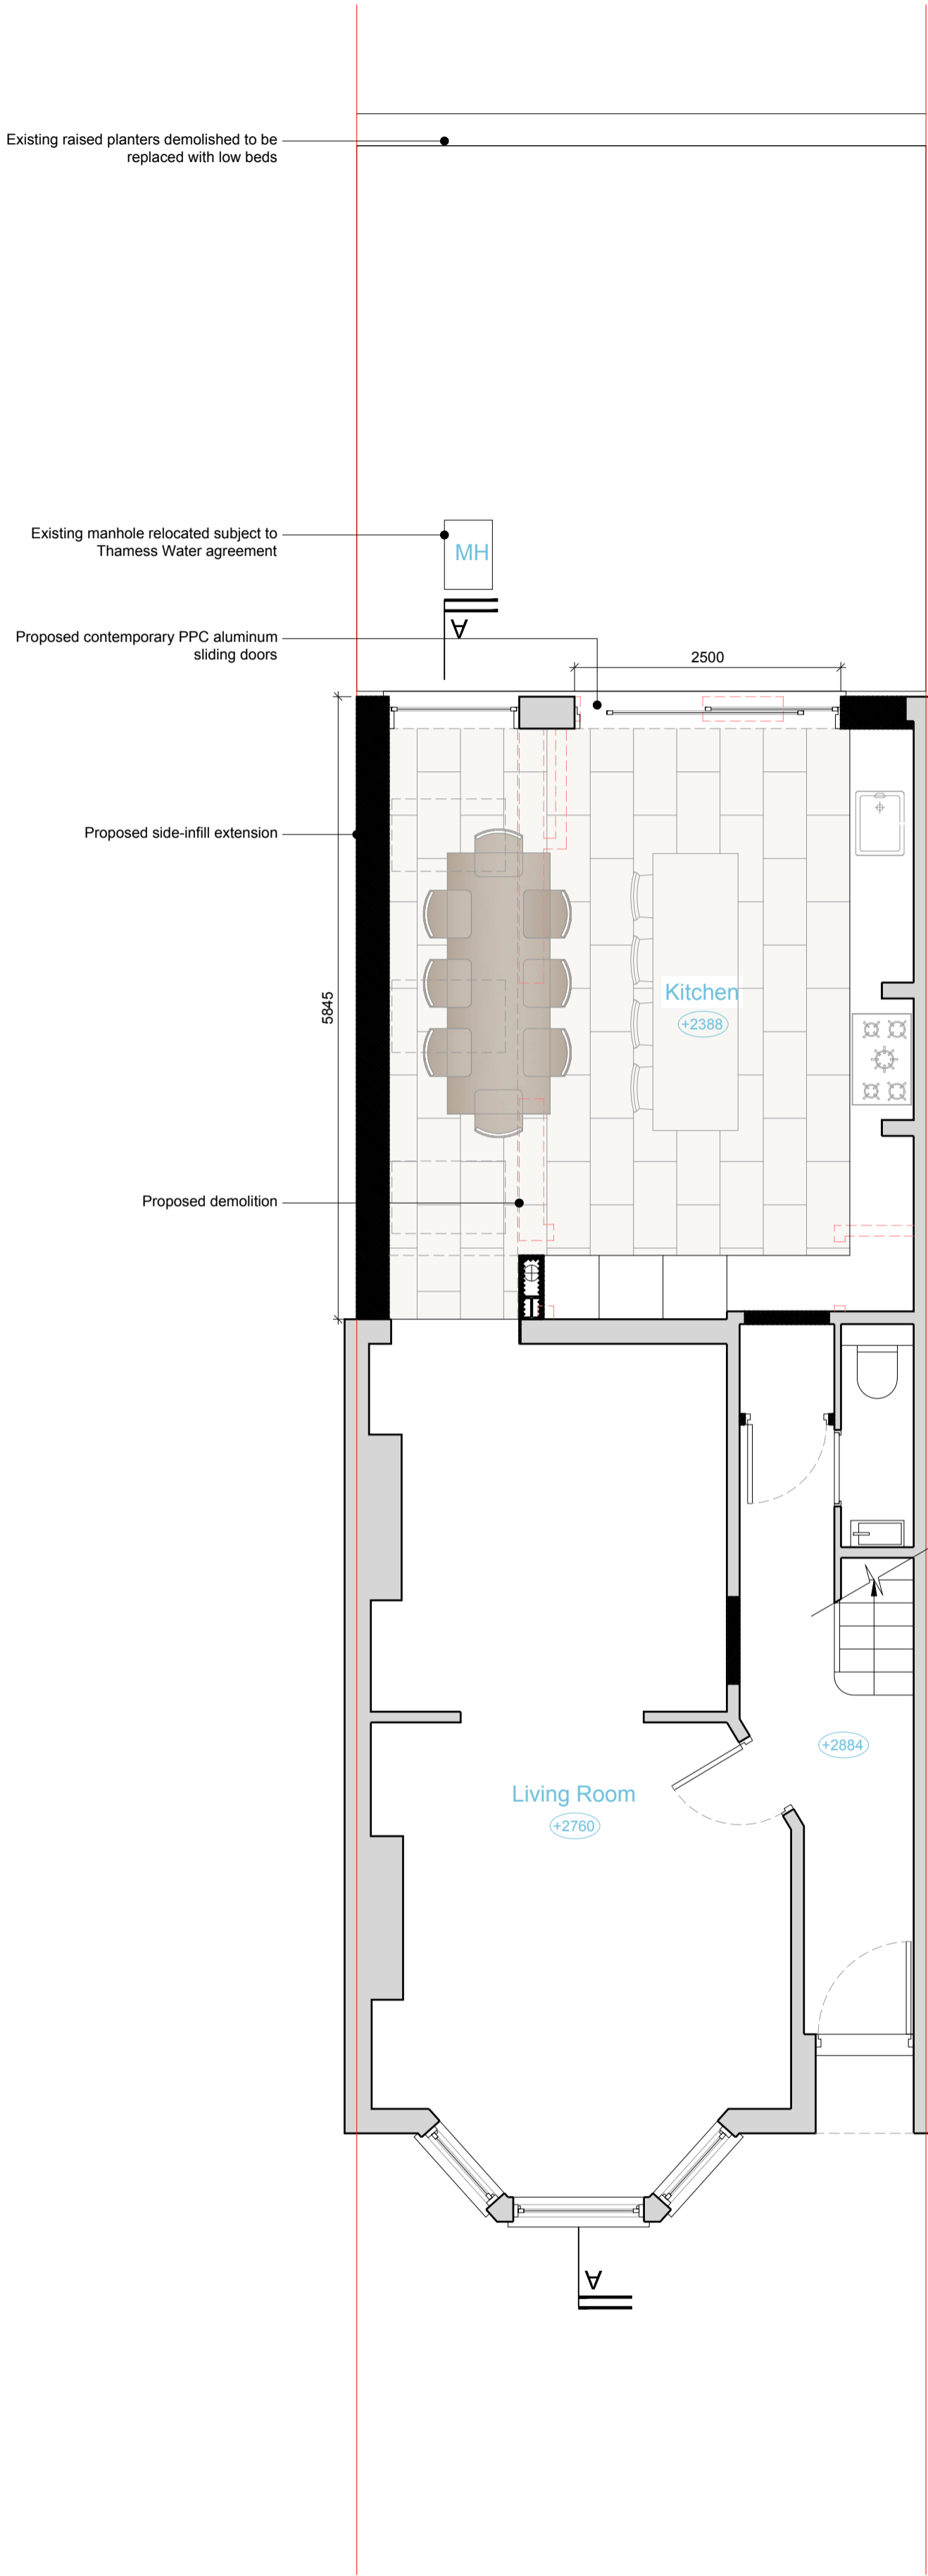 Existing raised planters demolished to be
replaced with low beds
Existing manhole relocated subject to
Thamess Water agreement
MH
A
Proposed contemporary PPC aluminum
sliding doors
2500
Proposed side-infill extension
5845
Kitchen
+2388
Proposed demolition
+2884
Living Room
+2760
A